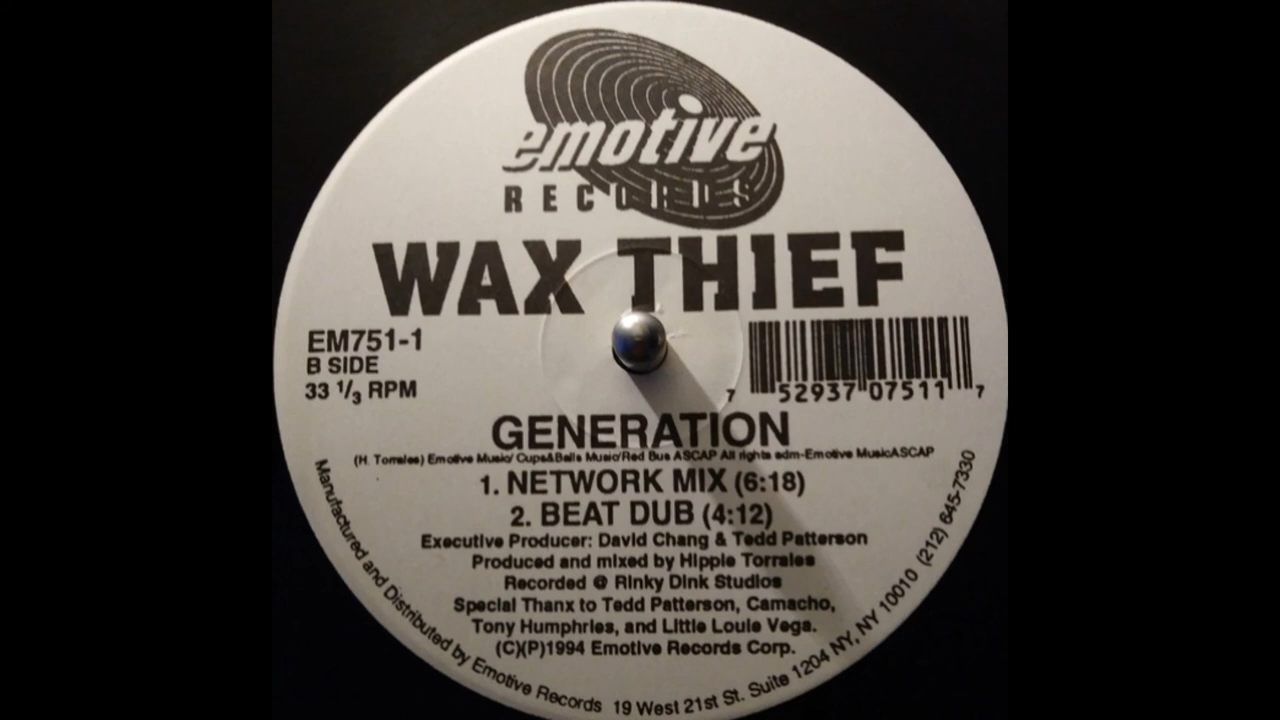 emotive
RECORDS
WAX THIEF
EM751-1
B SIDE
33 1/3 RPM
7 52937 07511 7
GENERATION
(H. Torrales) Emotive Music/ Cups&Balls Music/Red Bus ASCAP All rights adm-Emotive MusicASCAP
1. NETWORK MIX (6:18)
2. BEAT DUB (4:12)
Executive Producer: David Chang & Tedd Patterson
Produced and mixed by Hippie Torrales
Recorded @ Rinky Dink Studios
Special Thanx to Tedd Patterson, Camacho,
Tony Humphries, and Little Louie Vega.
(C)(P)1994 Emotive Records Corp.
Manufactured and Distributed by Emotive Records 19 West 21st St. Suite 1204 NY, NY 10010 (212) 645-7330